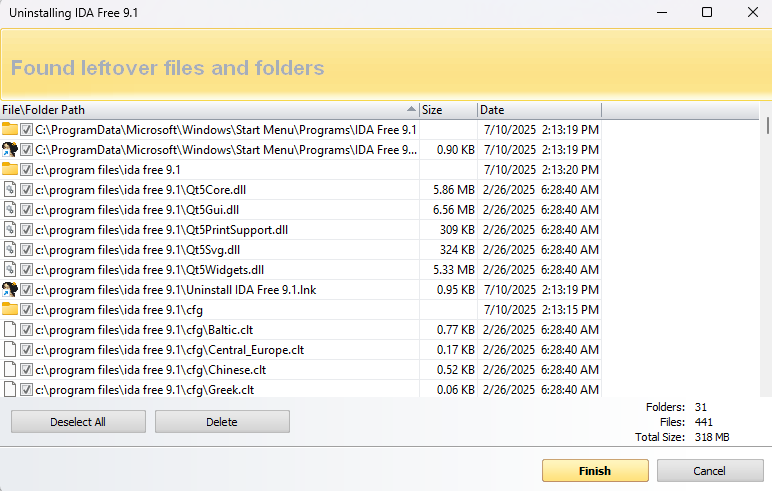 Uninstalling IDA Free 9.1
Found leftover files and folders
File\Folder Path Size Date
C:\ProgramData\Microsoft\Windows\Start Menu\Programs\IDA Free 9.1 7/10/2025 2:13:19 PM
C:\ProgramData\Microsoft\Windows\Start Menu\Programs\IDA Free 9... 0.90 KB 7/10/2025 2:13:19 PM
c:\program files\ida free 9.1 7/10/2025 2:13:20 PM
c:\program files\ida free 9.1\Qt5Core.dll 5.86 MB 2/26/2025 6:28:40 AM
c:\program files\ida free 9.1\Qt5Gui.dll 6.56 MB 2/26/2025 6:28:40 AM
c:\program files\ida free 9.1\Qt5PrintSupport.dll 309 KB 2/26/2025 6:28:40 AM
c:\program files\ida free 9.1\Qt5Svg.dll 324 KB 2/26/2025 6:28:40 AM
c:\program files\ida free 9.1\Qt5Widgets.dll 5.33 MB 2/26/2025 6:28:40 AM
c:\program files\ida free 9.1\Uninstall IDA Free 9.1.lnk 0.95 KB 7/10/2025 2:13:19 PM
c:\program files\ida free 9.1\cfg 7/10/2025 2:13:15 PM
c:\program files\ida free 9.1\cfg\Baltic.clt 0.77 KB 2/26/2025 6:28:40 AM
c:\program files\ida free 9.1\cfg\Central_Europe.clt 0.17 KB 2/26/2025 6:28:40 AM
c:\program files\ida free 9.1\cfg\Chinese.clt 0.52 KB 2/26/2025 6:28:40 AM
c:\program files\ida free 9.1\cfg\Greek.clt 0.06 KB 2/26/2025 6:28:40 AM
Deselect All Delete
Folders: 31
Files: 441
Total Size: 318 MB
Finish Cancel